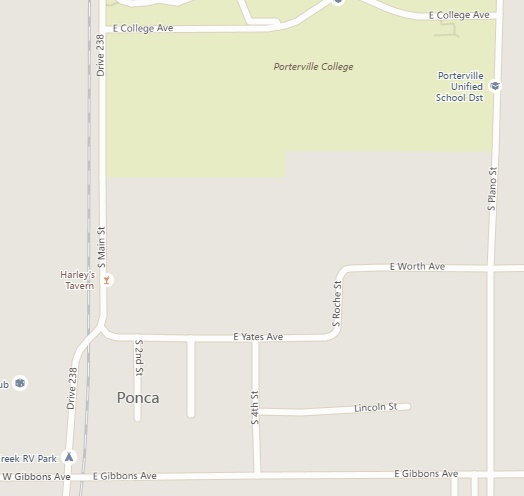 E College Ave
E College Ave
Drive 238
Porterville College
Porterville
Unified
School Dst
S Plano St
S Main St
E Worth Ave
Harley's
Tavern
S Roche St
E Yates Ave
S 2nd St
Drive 238
ub
Ponca
S 4th St
Lincoln St
reek RV Park
W Gibbons Ave
E Gibbons Ave
E Gibbons Ave